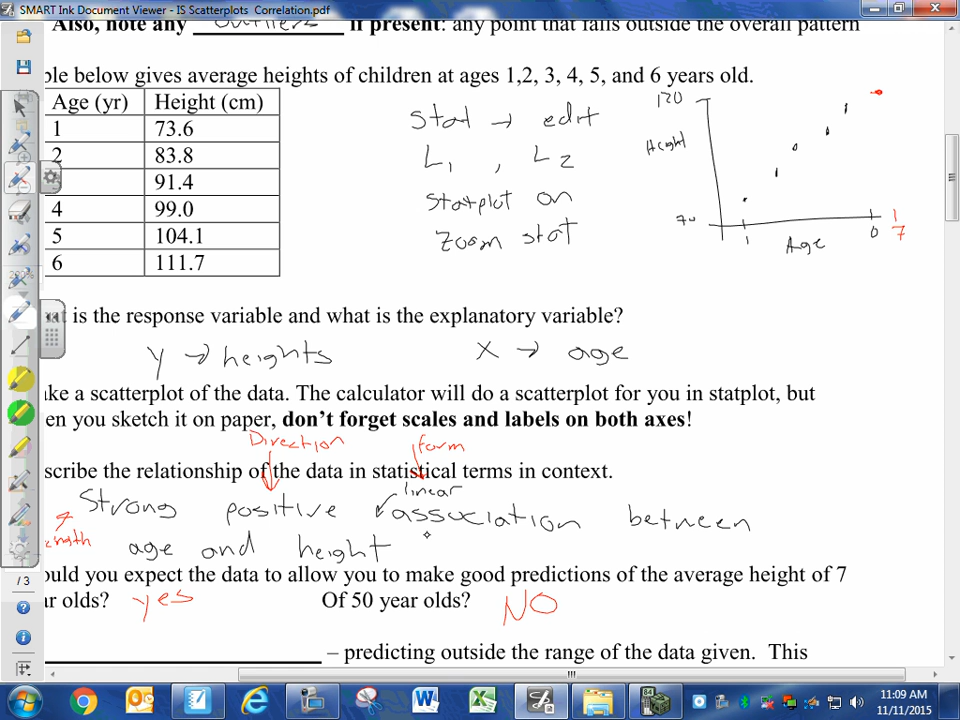 SMART Ink Document Viewer - IS Scatterplots Correlation.pdf
Also, note any outliers if present: any point that falls outside the overall pattern
ble below gives average heights of children at ages 1,2, 3, 4, 5, and 6 years old.
Age (yr) Height (cm)
1 73.6
2 83.8
91.4
4 99.0
5 104.1
6 111.7
Stat → edit
L1 , L2
Statplot on
Zoom stat
120
Height
70
1
Age
6
1
7
at is the response variable and what is the explanatory variable?
Y → heights
X → age
ke a scatterplot of the data. The calculator will do a scatterplot for you in statplot, but
en you sketch it on paper, don't forget scales and labels on both axes!
Direction form
scribe the relationship of the data in statistical terms in context.
linear
Strong positive association between
ength
age and height
ould you expect the data to allow you to make good predictions of the average height of 7
ar olds? yes Of 50 year olds? NO
– predicting outside the range of the data given. This
/ 3
11:09 AM
11/11/2015